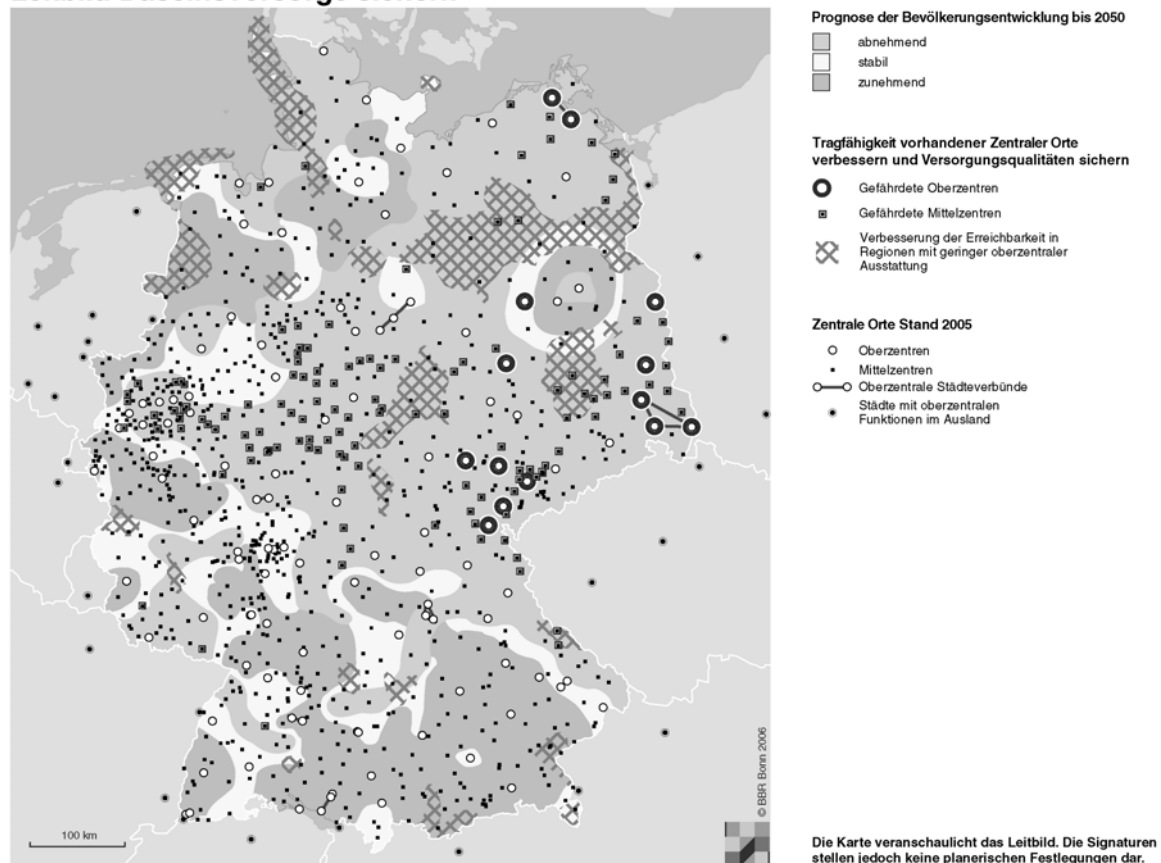 Prognose der Bevölkerungsentwicklung bis 2050
abnehmend
stabil
zunehmend
Tragfähigkeit vorhandener Zentraler Orte
verbessern und Versorgungsqualitäten sichern
Gefährdete Oberzentren
Gefährdete Mittelzentren
Verbesserung der Erreichbarkeit in
Regionen mit geringer oberzentraler
Ausstattung
Zentrale Orte Stand 2005
Oberzentren
Mittelzentren
Oberzentrale Städteverbünde
Städte mit oberzentralen
Funktionen im Ausland
100 km
© BBR Bonn 2006
Die Karte veranschaulicht das Leitbild. Die Signaturen
stellen jedoch keine planerischen Festlegungen dar.